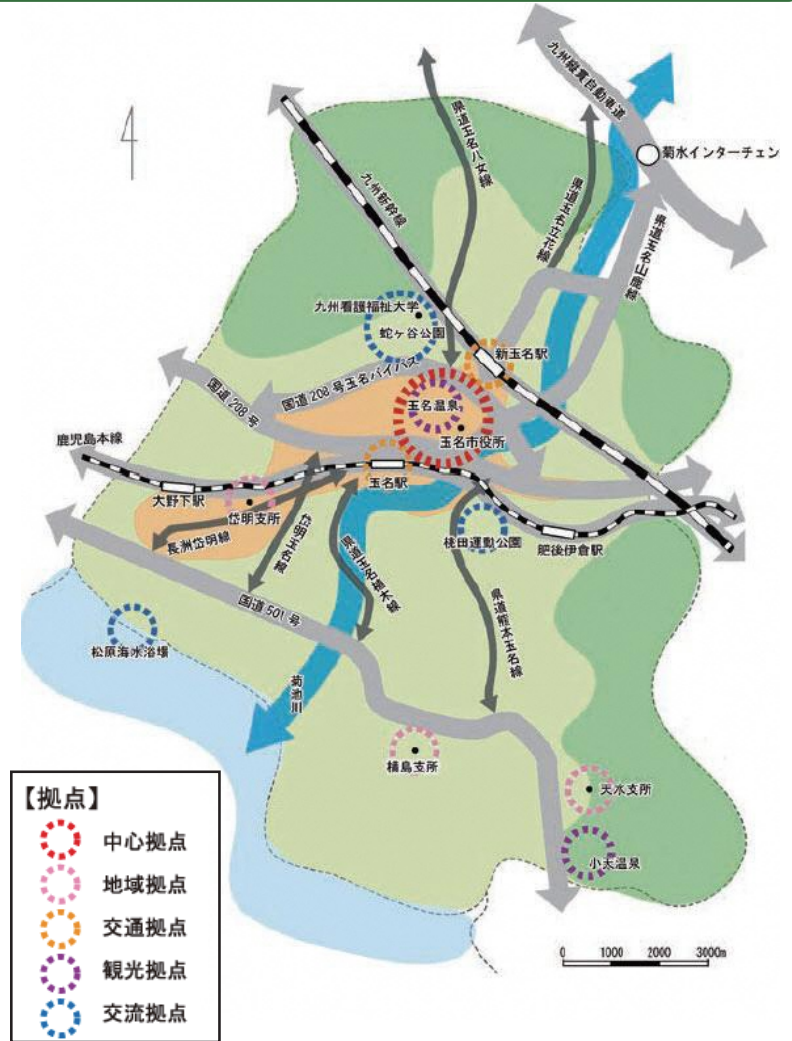 九州縦貫自動車道
菊水インターチェン
県道玉名八女線
県道玉名立花線
県道玉名山鹿線
九州新幹線
九州看護福祉大学
蛇ヶ谷公園
新玉名駅
国道208号玉名バイパス
国道208号
玉名温泉
玉名市役所
鹿児島本線
大野下駅
玉名駅
岱明支所
長洲岱明線
岱明玉名線
県道玉名植木線
桃田運動公園
肥後伊倉駅
県道熊本玉名線
国道501号
松原海水浴場
菊池川
横島支所
天水支所
小天温泉
【拠点】
中心拠点
地域拠点
交通拠点
観光拠点
交流拠点
0 1000 2000 3000m